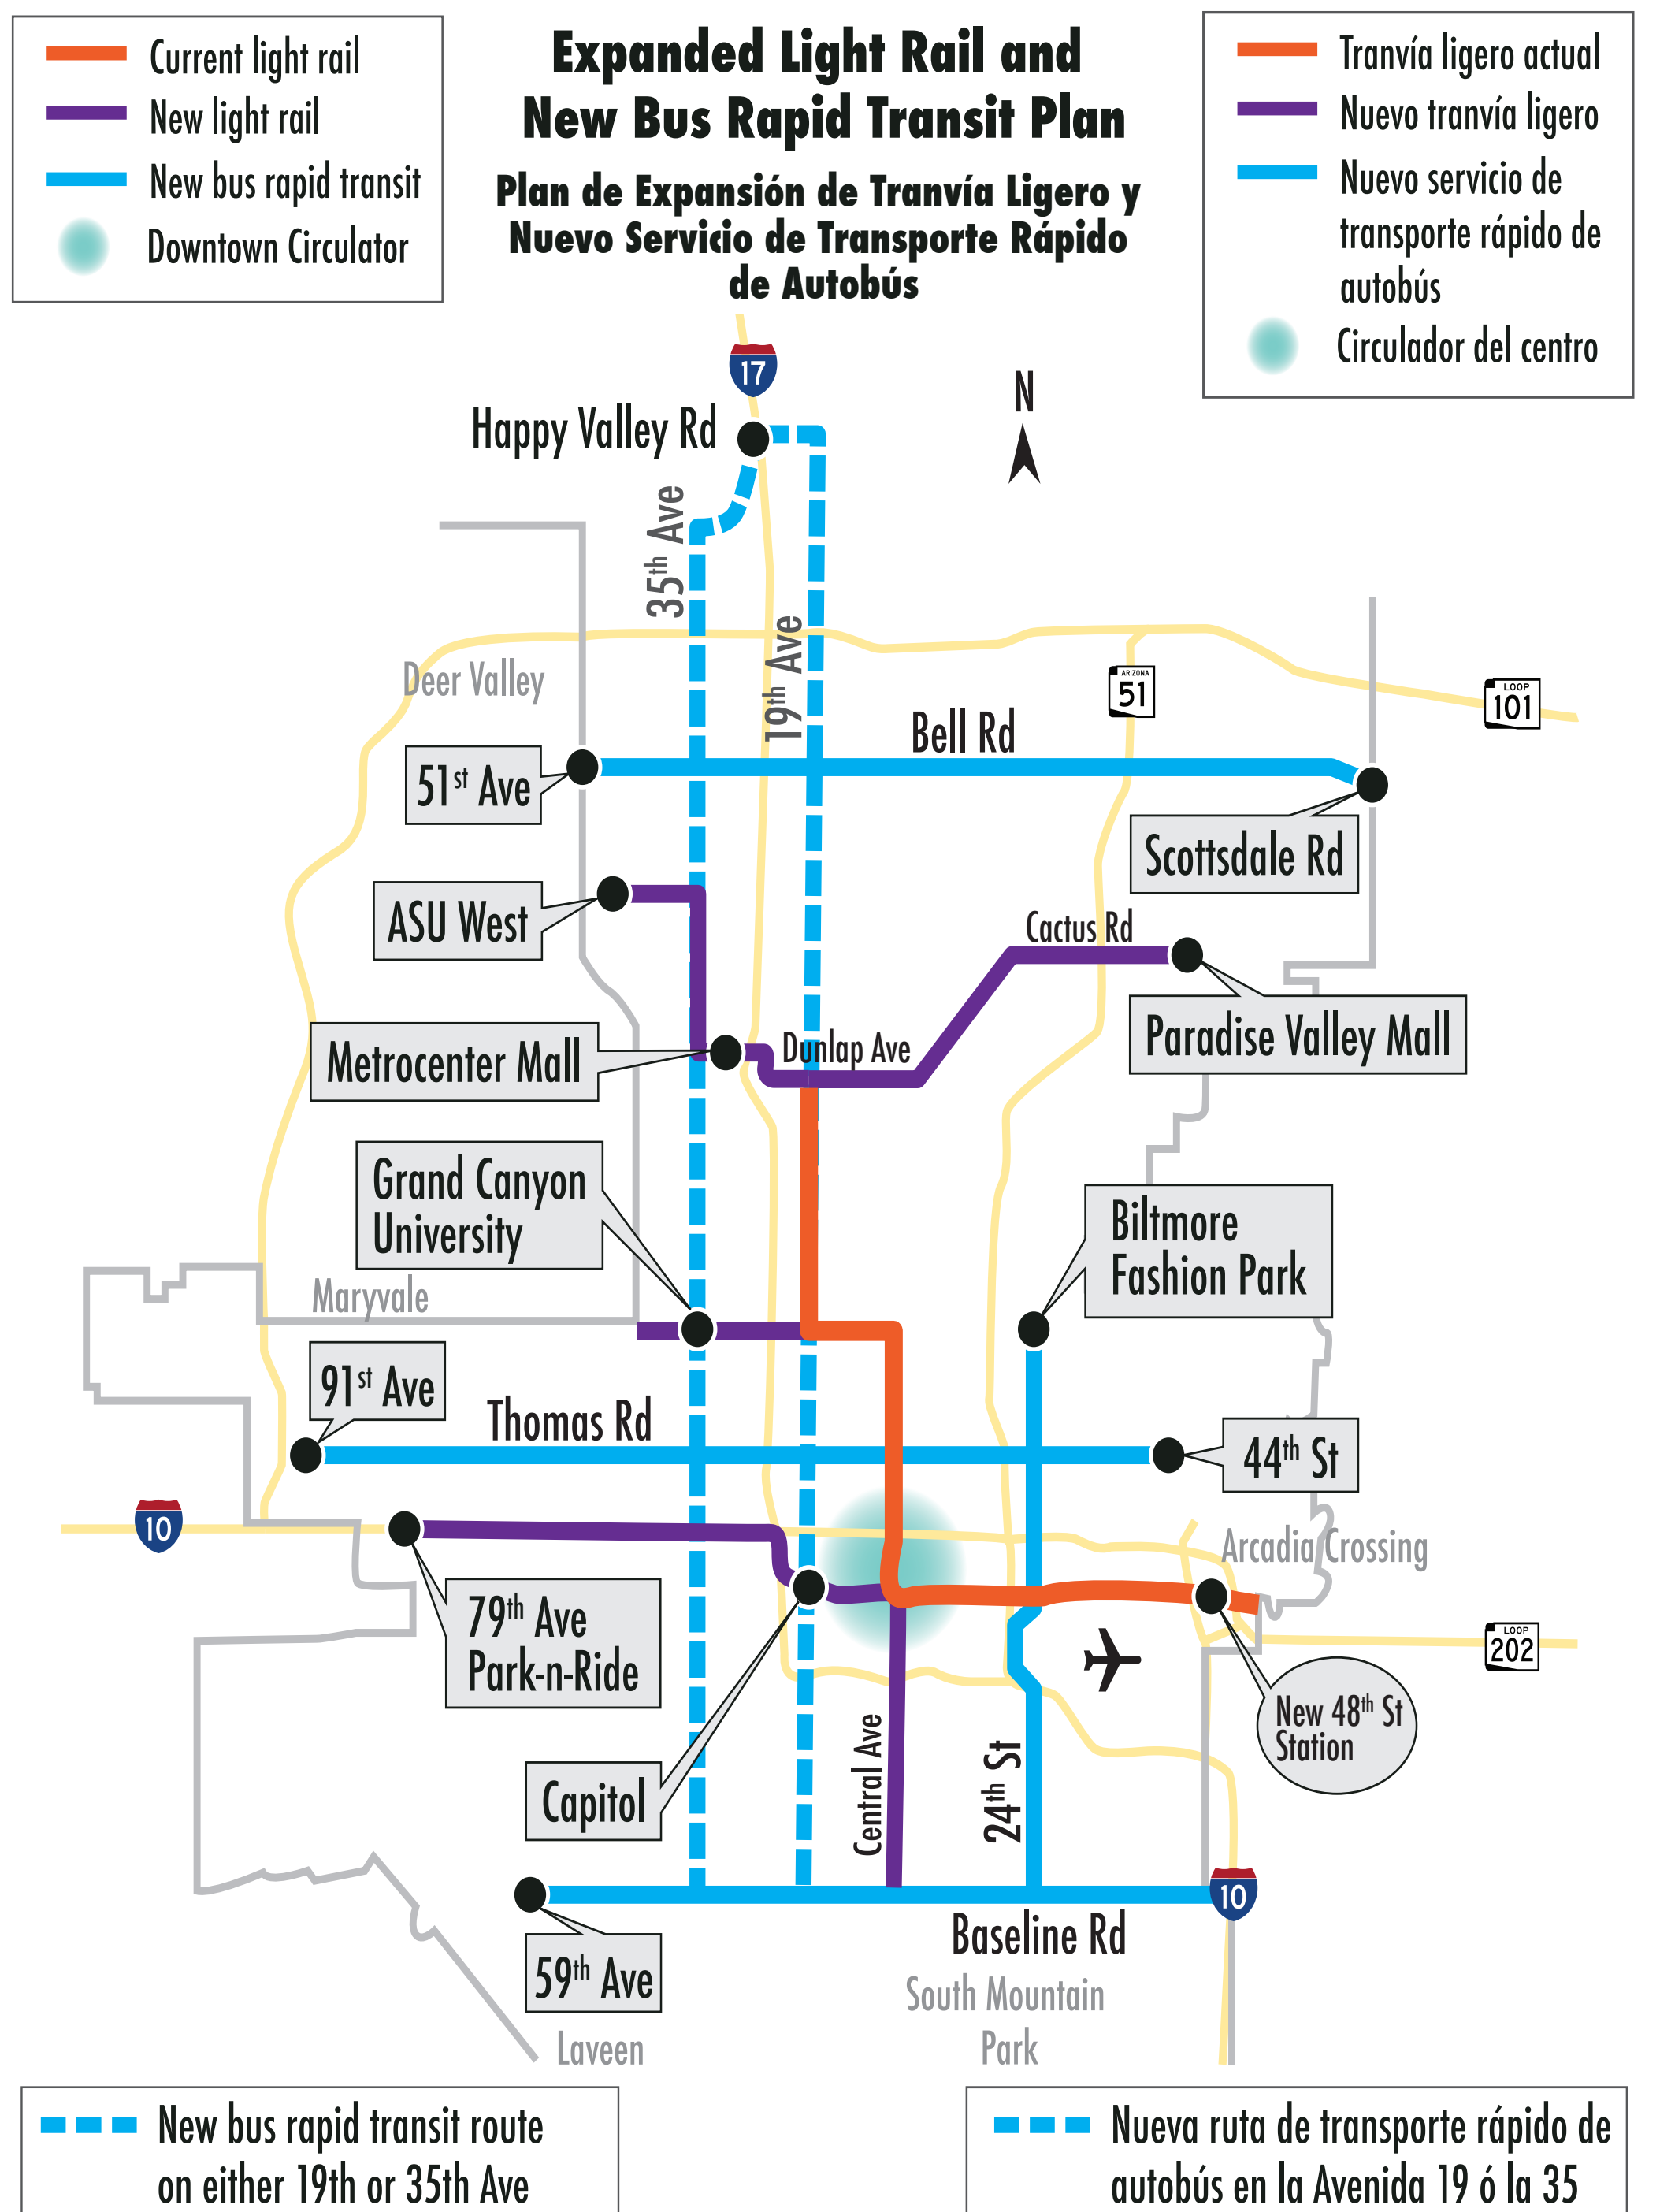 Current light rail
New light rail
New bus rapid transit
Downtown Circulator
Expanded Light Rail and
New Bus Rapid Transit Plan
Plan de Expansión de Tranvía Ligero y
Nuevo Servicio de Transporte Rápido
de Autobús
Tranvía ligero actual
Nuevo tranvía ligero
Nuevo servicio de
transporte rápido de
autobús
Circulador del centro
17
N
Happy Valley Rd
35th Ave
19th Ave
Deer Valley
ARIZONA
51
LOOP
101
Bell Rd
51st Ave
Scottsdale Rd
ASU West
Cactus Rd
Paradise Valley Mall
Metrocenter Mall
Dunlap Ave
Grand Canyon
University
Biltmore
Fashion Park
Maryvale
91st Ave
Thomas Rd
44th St
10
Arcadia Crossing
79th Ave
Park-n-Ride
LOOP
202
New 48th St
Station
Capitol
Central Ave
24th St
10
Baseline Rd
59th Ave
South Mountain
Park
Laveen
New bus rapid transit route
on either 19th or 35th Ave
Nueva ruta de transporte rápido de
autobús en la Avenida 19 ó la 35